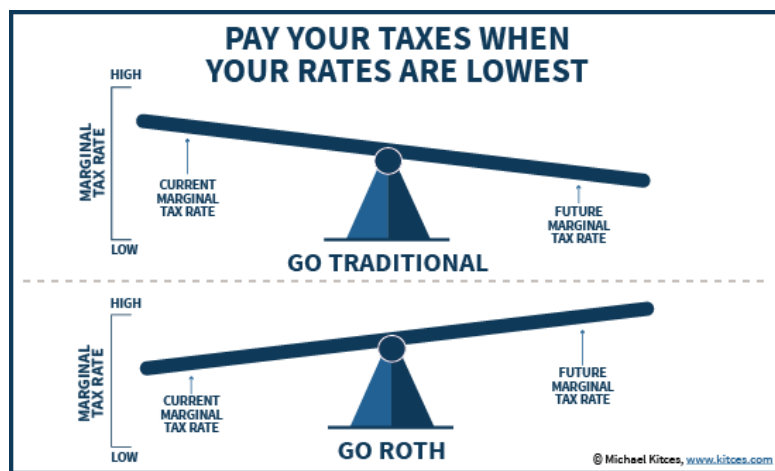 PAY YOUR TAXES WHEN
YOUR RATES ARE LOWEST
HIGH
MARGINAL
TAX RATE
CURRENT
MARGINAL
TAX RATE
FUTURE
MARGINAL
TAX RATE
LOW
GO TRADITIONAL
HIGH
MARGINAL
TAX RATE
CURRENT
MARGINAL
TAX RATE
FUTURE
MARGINAL
TAX RATE
LOW
GO ROTH
© Michael Kitces, www.kitces.com